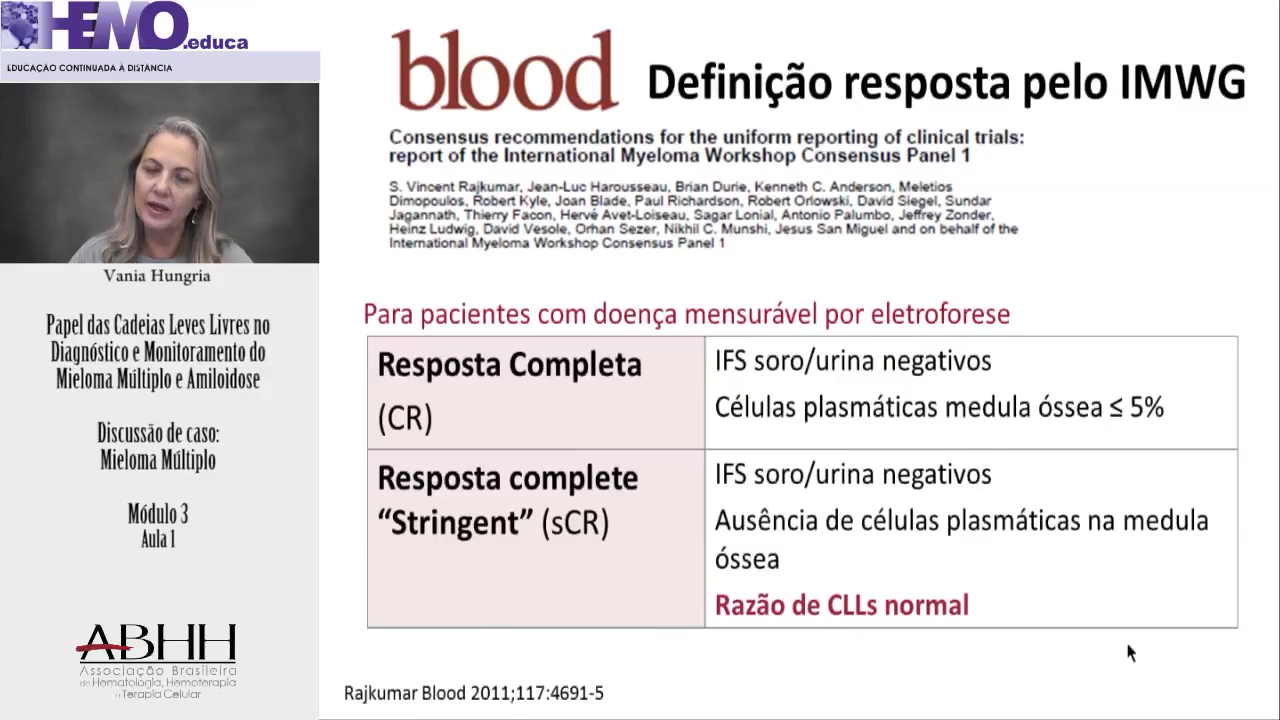 HEMO.educa
EDUCAÇÃO CONTINUADA À DISTÂNCIA
Vania Hungria
Papel das Cadeias Leves Livres no
Diagnóstico e Monitoramento do
Mieloma Múltiplo e Amiloidose
Discussão de caso:
Mieloma Múltiplo
Módulo 3
Aula 1
ABHH
Associação Brasileira
de Hematologia, Hemoterapia
e Terapia Celular
blood
Definição resposta pelo IMWG
Consensus recommendations for the uniform reporting of clinical trials:
report of the International Myeloma Workshop Consensus Panel 1
S. Vincent Rajkumar, Jean-Luc Harousseau, Brian Durie, Kenneth C. Anderson, Meletios
Dimopoulos, Robert Kyle, Joan Blade, Paul Richardson, Robert Orlowski, David Siegel, Sundar
Jagannath, Thierry Facon, Hervé Avet-Loiseau, Sagar Lonial, Antonio Palumbo, Jeffrey Zonder,
Heinz Ludwig, David Vesole, Orhan Sezer, Nikhil C. Munshi, Jesus San Miguel and on behalf of the
International Myeloma Workshop Consensus Panel 1
Para pacientes com doença mensurável por eletroforese
Resposta Completa
(CR)
IFS soro/urina negativos
Células plasmáticas medula óssea ≤ 5%
Resposta complete
“Stringent” (sCR)
IFS soro/urina negativos
Ausência de células plasmáticas na medula
óssea
Razão de CLLs normal
Rajkumar Blood 2011;117:4691-5